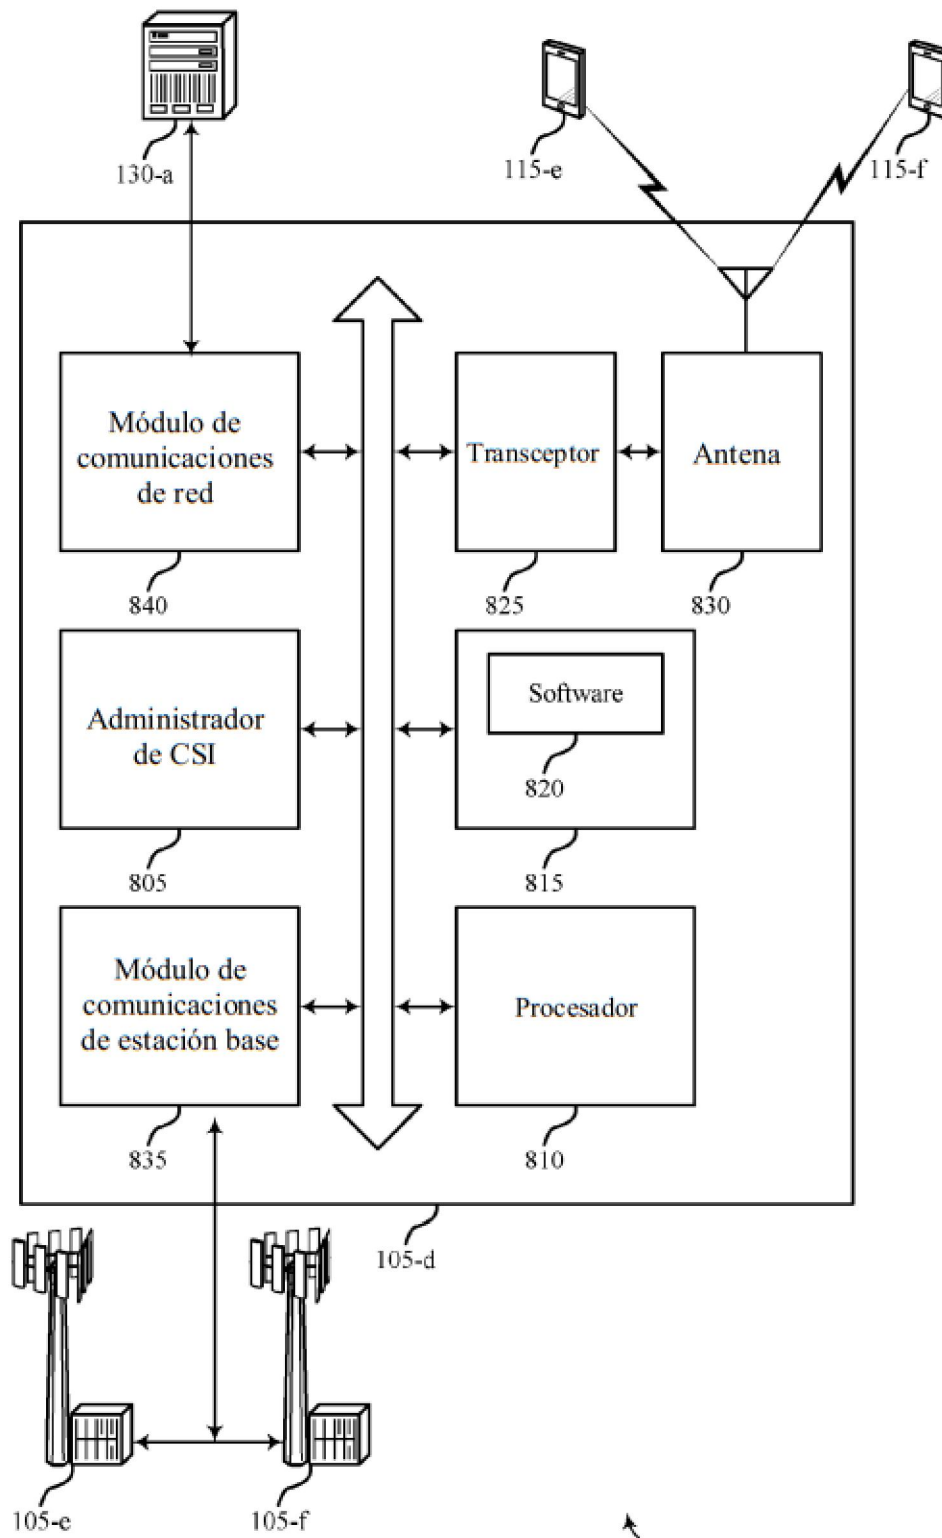 130-a
115-e
115-f
Módulo de
comunicaciones
de red
Transceptor
Antena
840
825
830
Administrador
de CSI
Software
820
805
815
Módulo de
comunicaciones
de estación base
Procesador
835
810
105-d
105-e
105-f